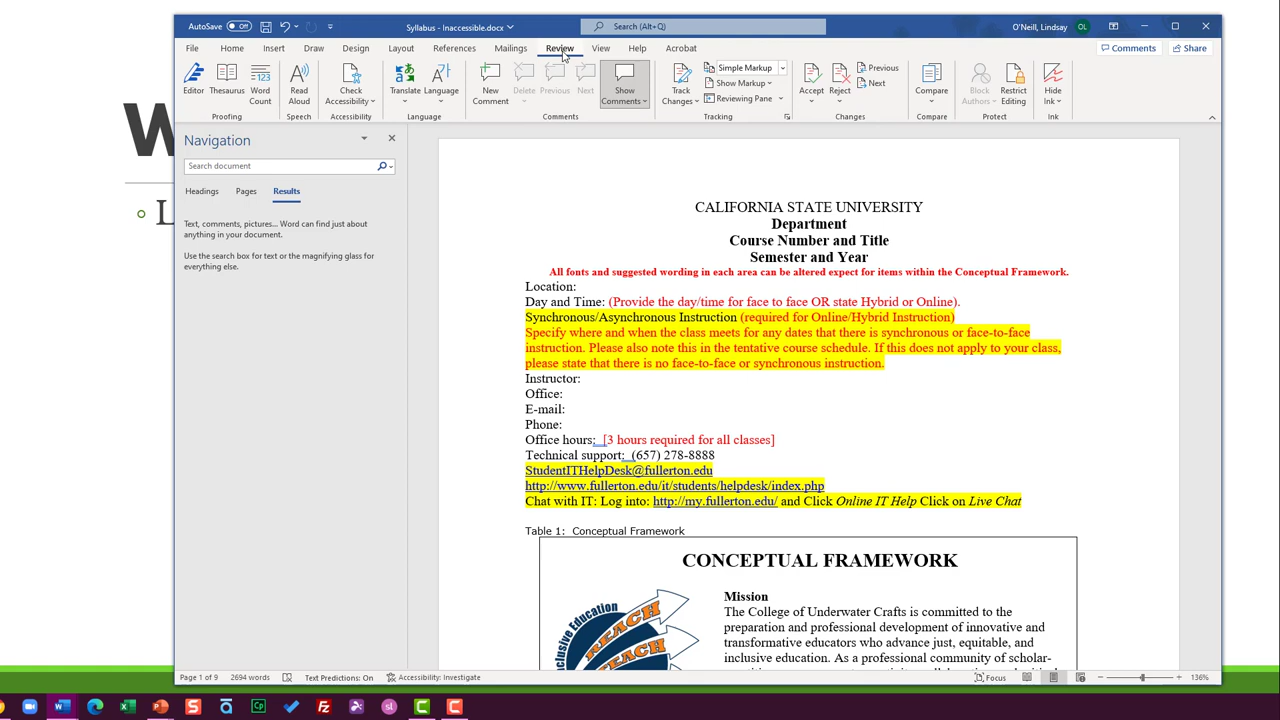 AutoSave Off Syllabus - Inaccessible.docx Search (Alt+Q) O'Neill, Lindsay OL
File Home Insert Draw Design Layout References Mailings Review View Help Acrobat Comments Share
Editor Thesaurus Word Count Read Aloud Check Accessibility Translate Language New Comment Delete Previous Next Show Comments Track Changes Simple Markup Show Markup Reviewing Pane Accept Reject Previous Next Compare Block Authors Restrict Editing Hide Ink
Proofing Speech Accessibility Language Comments Tracking Changes Compare Protect Ink
W
L
Navigation
Search document
Headings Pages Results
Text, comments, pictures... Word can find just about
anything in your document.
Use the search box for text or the magnifying glass for
everything else.
CALIFORNIA STATE UNIVERSITY
Department
Course Number and Title
Semester and Year
All fonts and suggested wording in each area can be altered expect for items within the Conceptual Framework.
Location:
Day and Time: (Provide the day/time for face to face OR state Hybrid or Online).
Synchronous/Asynchronous Instruction (required for Online/Hybrid Instruction)
Specify where and when the class meets for any dates that there is synchronous or face-to-face
instruction. Please also note this in the tentative course schedule. If this does not apply to your class,
please state that there is no face-to-face or synchronous instruction.
Instructor:
Office:
E-mail:
Phone:
Office hours: [3 hours required for all classes]
Technical support: (657) 278-8888
StudentITHelpDesk@fullerton.edu
http://www.fullerton.edu/it/students/helpdesk/index.php
Chat with IT: Log into: http://my.fullerton.edu/ and Click Online IT Help Click on Live Chat
Table 1: Conceptual Framework
CONCEPTUAL FRAMEWORK
Mission
The College of Underwater Crafts is committed to the
preparation and professional development of innovative and
transformative educators who advance just, equitable, and
inclusive education. As a professional community of scholar-
Inclusive Education
REACH
REACH
Page 1 of 9 2694 words Text Predictions: On Accessibility: Investigate Focus 136%